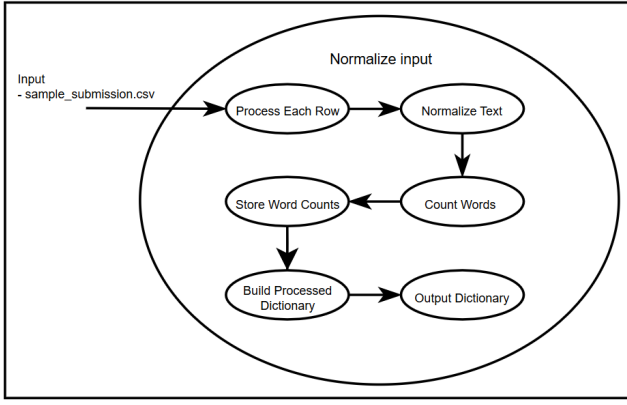 Normalize input
Input
- sample_submission.csv
Process Each Row
Normalize Text
Store Word Counts
Count Words
Build Processed
Dictionary
Output Dictionary